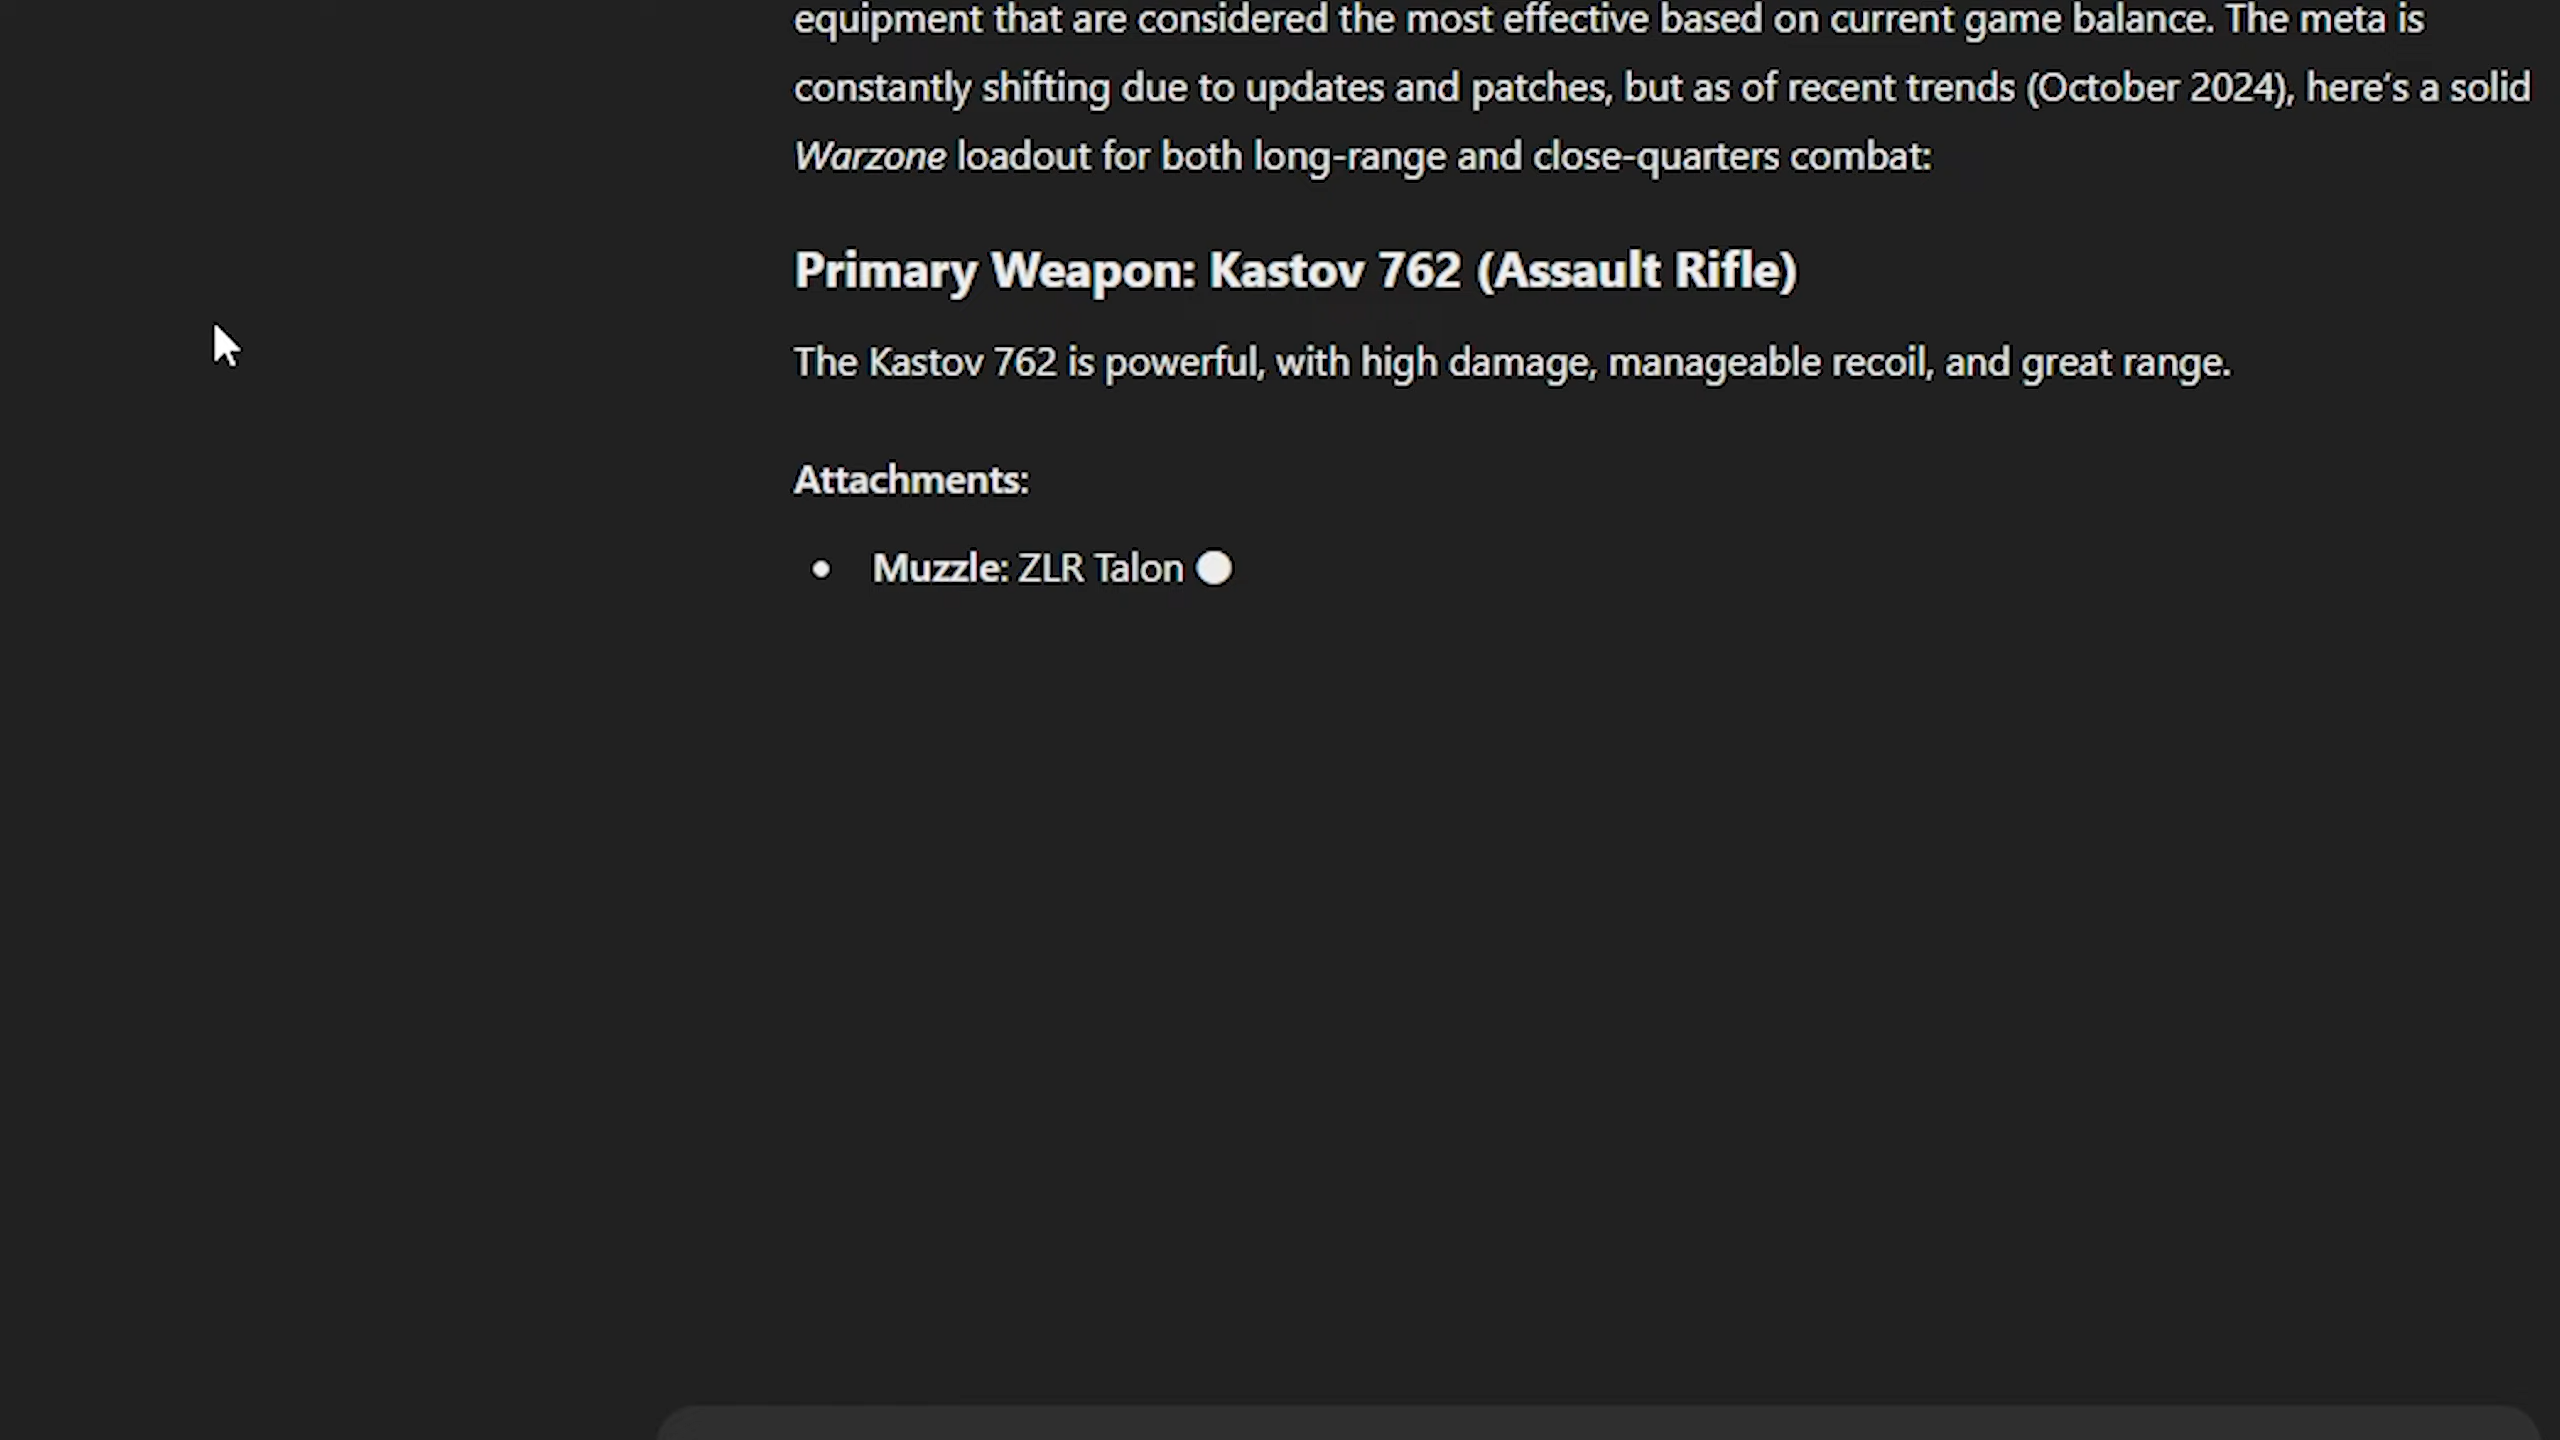 equipment that are considered the most effective based on current game balance. The meta is
constantly shifting due to updates and patches, but as of recent trends (October 2024), here’s a solid
Warzone loadout for both long-range and close-quarters combat:
Primary Weapon: Kastov 762 (Assault Rifle)
The Kastov 762 is powerful, with high damage, manageable recoil, and great range.
Attachments:
• Muzzle: ZLR Talon